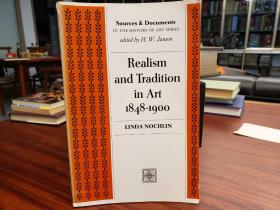 Sources & Documents
IN THE HISTORY OF ART SERIES
edited by H. W. Janson
Realism
and Tradition
in Art
1848-1900
LINDA NOCHLIN